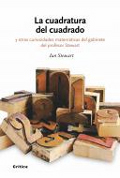 La cuadratura
del cuadrado
y otras curiosidades matemáticas del gabinete
del profesor Stewart
Ian Stewart
Crítica